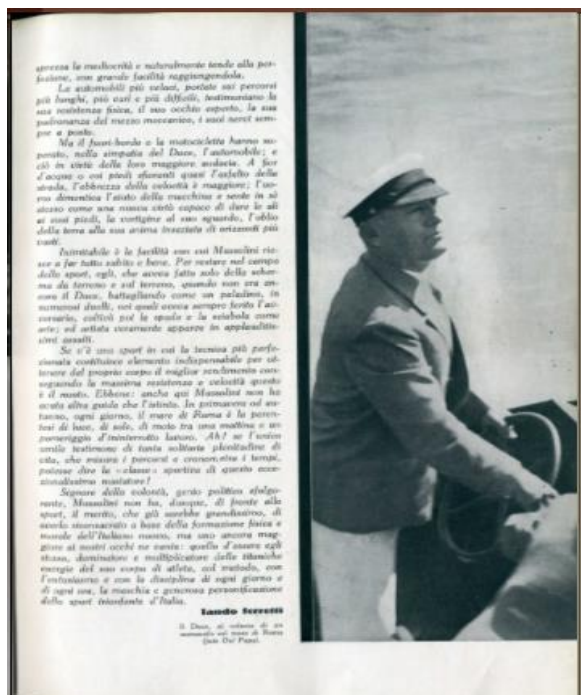 sprezza la mediocrità e naturalmente tende alla per-
fezione, con grande facilità raggiungendola.
Le automobili più veloci, portate sui percorsi
più lunghi, più vari e più difficili, testimoniano la
sua resistenza fisica, il suo occhio esperto, la sua
padronanza del mezzo meccanico, i suoi nervi sem-
pre a posto.
Ma il fuori-bordo e la motocicletta hanno su-
perato, nella simpatia del Duce, l'automobile; e
ciò in virtù della loro maggiore audacia. A fior
d'acqua o coi piedi sfioranti quasi l'asfalto della
strada, l'ebbrezza della velocità è maggiore; l'uo-
mo dimentica l'aiuto della macchina e sente in sè
stesso come una nuova virtù capace di dare le ali
ai suoi piedi, la vertigine al suo sguardo, l'oblio
della terra alla sua anima insaziata di orizzonti più
vasti.
Inimitabile è la facilità con cui Mussolini rie-
sce a far tutto subito e bene. Per restare nel campo
dello sport, egli, che aveva fatto solo della scher-
ma da terreno e sul terreno, quando non era an-
cora il Duce, battagliando come un paladino, in
numerosi duelli, nei quali aveva sempre ferito l'av-
versario, coltivò poi la spada e la sciabola come
arte; ed artista veramente apparve in applauditis-
simi assalti.
Se c'è uno sport in cui la tecnica più perfe-
zionata costituisce elemento indispensabile per ot-
tenere dal proprio corpo il miglior rendimento con-
seguendo la massima resistenza e velocità questo
è il nuoto. Ebbene: anche qui Mussolini non ha
avuto altra guida che l'istinto. In primavera ed au-
tunno, ogni giorno, il mare di Roma è la paren-
tesi di luce, di sole, di moto tra una mattina e un
pomeriggio d'ininterrotto lavoro. Ah! se l'unico
umile testimone di tanta solitaria plenitudine di
vita, che misura i percorsi e cronometra i tempi,
potesse dire la «classe» sportiva di questo ecce-
zionalissimo nuotatore!
Signore della volontà, genio politico sfolgo-
rante, Mussolini non ha, dunque, di fronte allo
sport, il merito, che già sarebbe grandissimo, di
averlo riconsacrato a base della formazione fisica e
morale dell'Italiano nuovo, ma uno ancora mag-
giore ai nostri occhi ne vanta: quello d'essere egli
stesso, dominatore e moltiplicatore delle titaniche
energie del suo corpo di atleta, col metodo, con
l'entusiasmo e con la disciplina di ogni giorno e
di ogni ora, la maschia e generosa personificazione
dello sport trionfante d'Italia.
lando ferretti
Il Duce, al volante di un
motoscafo nel mare di Roma